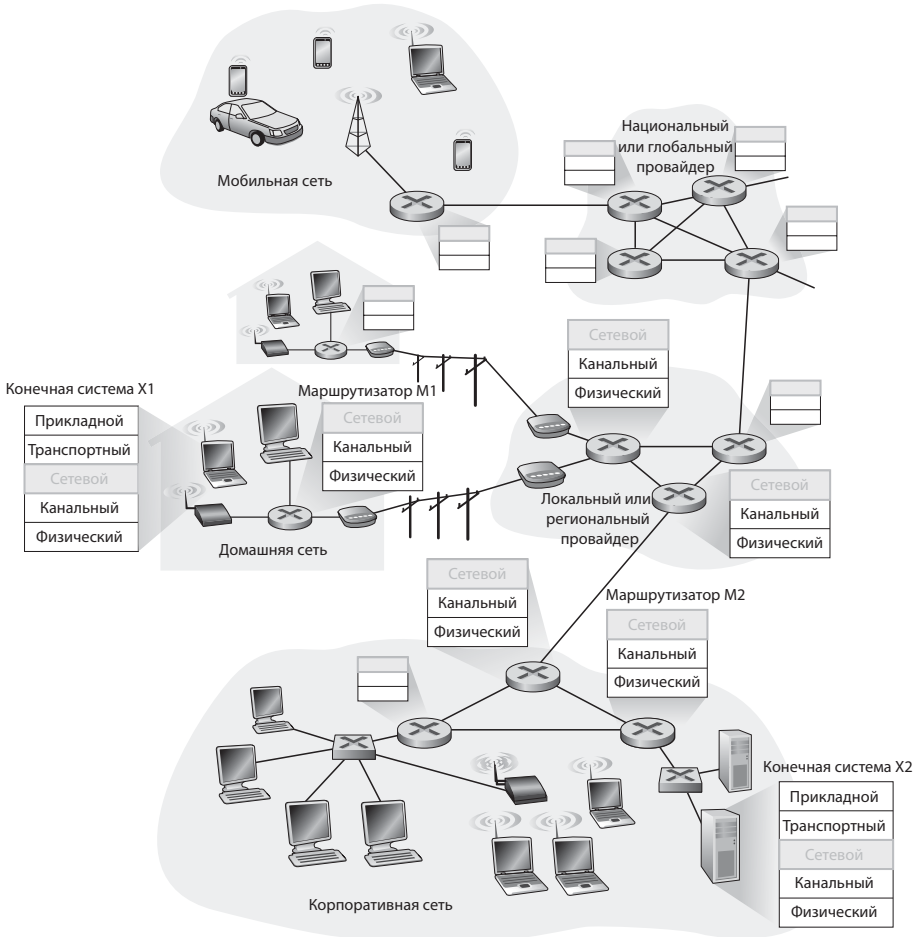 Национальный
или глобальный
провайдер
Мобильная сеть
Сетевой
Канальный
Физический
Конечная система X1
Прикладной
Транспортный
Сетевой
Канальный
Физический
Маршрутизатор М1
Сетевой
Канальный
Физический
Домашняя сеть
Локальный или
региональный
провайдер
Сетевой
Канальный
Физический
Сетевой
Канальный
Физический
Маршрутизатор М2
Сетевой
Канальный
Физический
Конечная система X2
Прикладной
Транспортный
Сетевой
Канальный
Физический
Корпоративная сеть